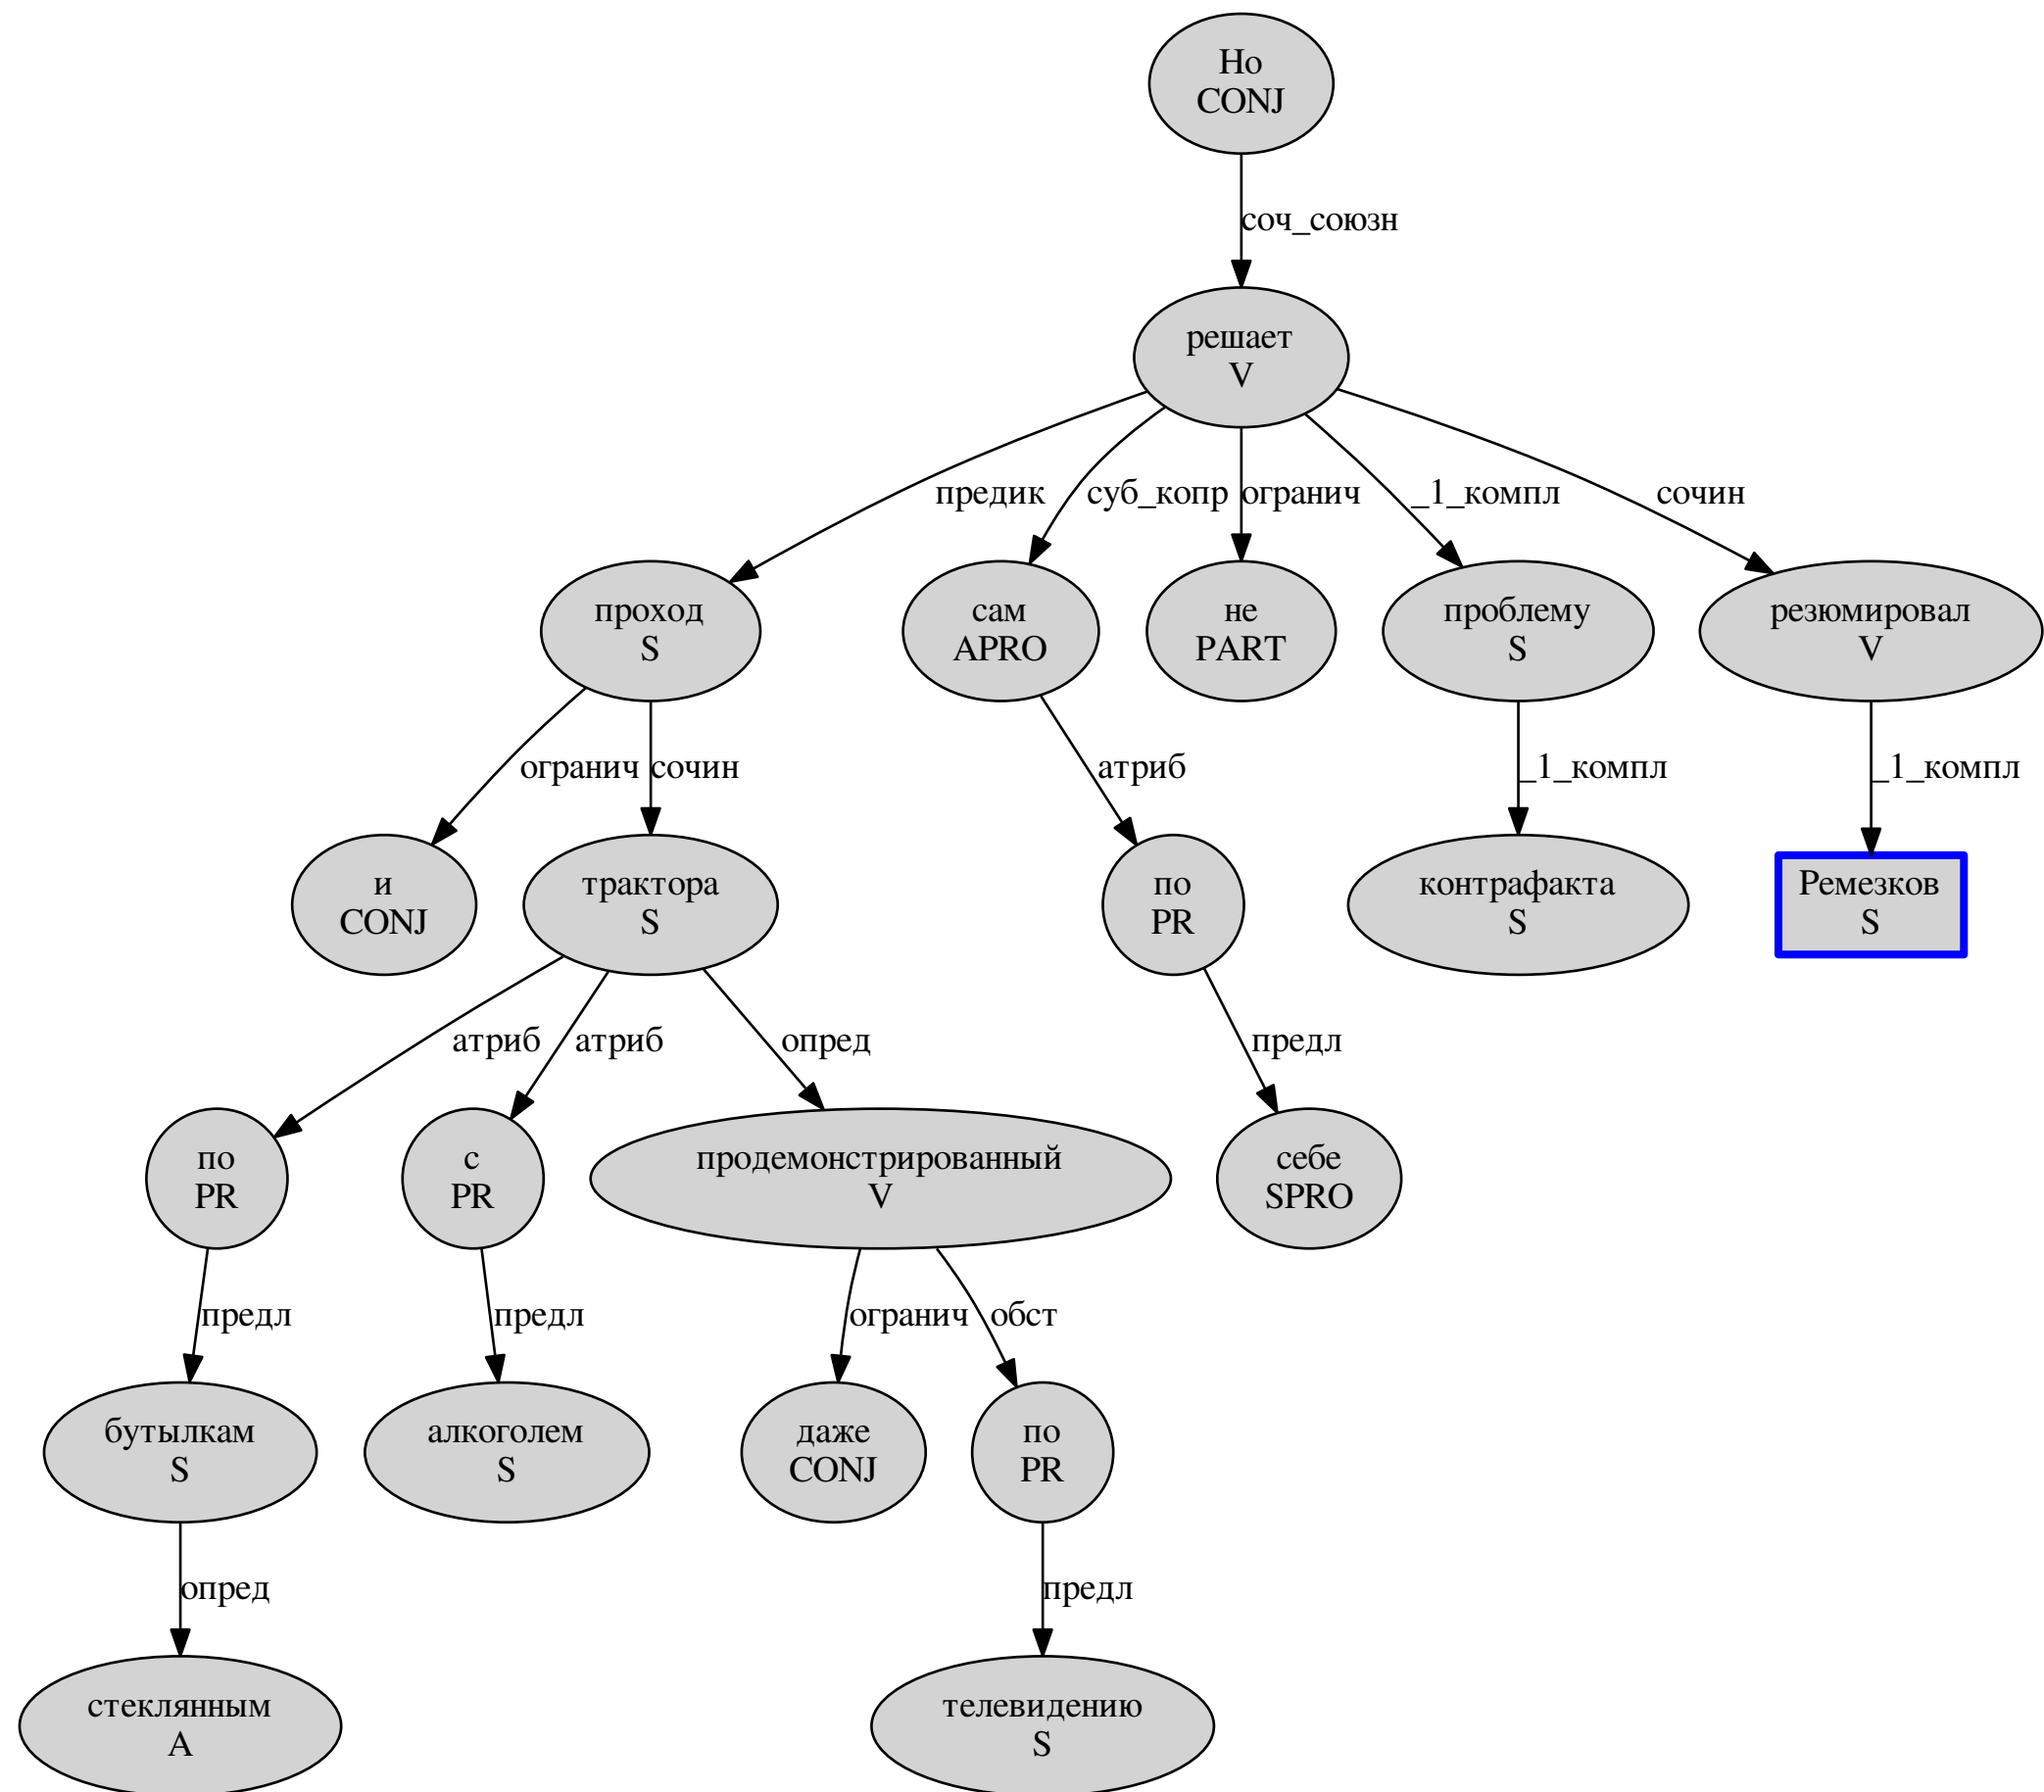 Но
CONJ
соч_союзн
решает
V
предик
суб_копр
огранич
_1_компл
сочин
проход
S
сам
APRO
не
PART
проблему
S
резюмировал
V
огранич
сочин
атриб
_1_компл
_1_компл
и
CONJ
трактора
S
по
PR
контрафакта
S
Ремезков
S
атриб
атриб
опред
предл
по
PR
с
PR
продемонстрированный
V
себе
SPRO
предл
предл
огранич
обст
бутылкам
S
алкоголем
S
даже
CONJ
по
PR
опред
предл
стеклянным
A
телевидению
S